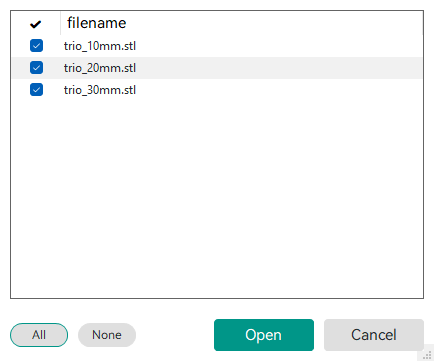 filename
trio_10mm.stl
trio_20mm.stl
trio_30mm.stl
All None Open Cancel